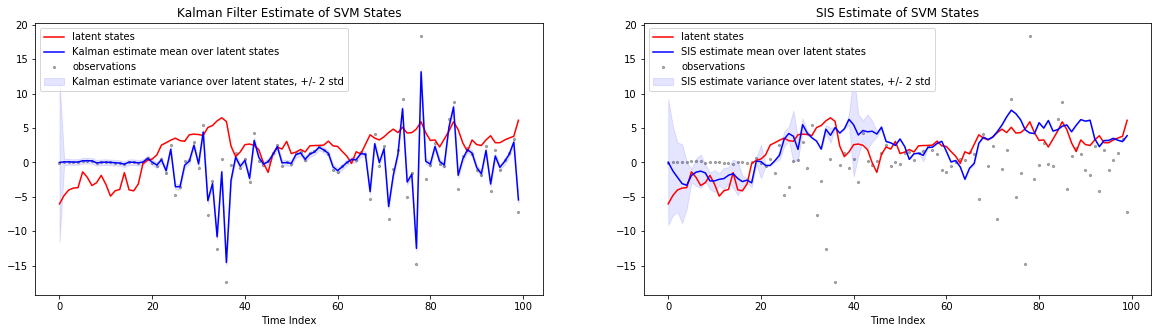 Kalman Filter Estimate of SVM States
20
15
10
5
0
−5
−10
−15
latent states
Kalman estimate mean over latent states
observations
Kalman estimate variance over latent states, +/- 2 std
0 20 40 60 80 100
Time Index
SIS Estimate of SVM States
20
15
10
5
0
−5
−10
−15
latent states
SIS estimate mean over latent states
observations
SIS estimate variance over latent states, +/- 2 std
0 20 40 60 80 100
Time Index